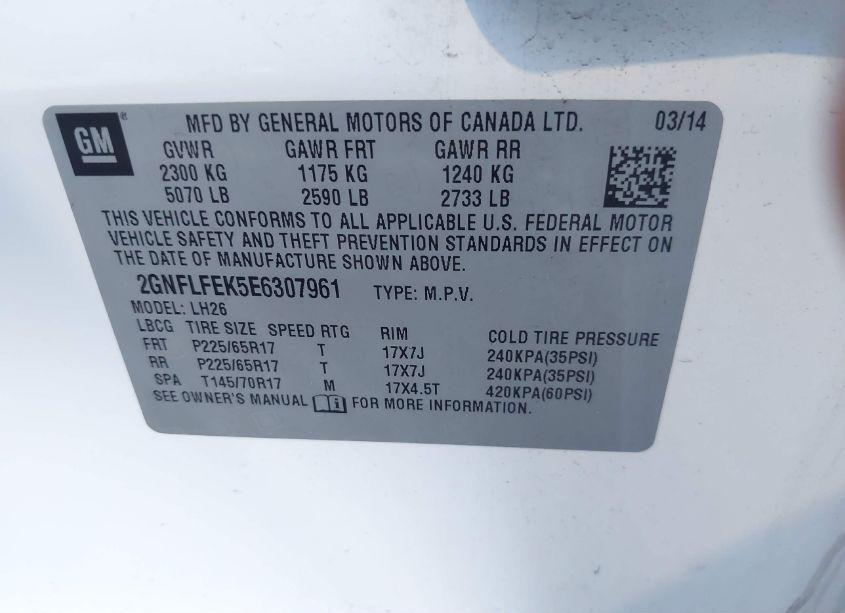 GM® MFD BY GENERAL MOTORS OF CANADA LTD. 03/14
GVWR GAWR FRT GAWR RR
2300 KG 1175 KG 1240 KG
5070 LB 2590 LB 2733 LB
THIS VEHICLE CONFORMS TO ALL APPLICABLE U.S. FEDERAL MOTOR
VEHICLE SAFETY AND THEFT PREVENTION STANDARDS IN EFFECT ON
THE DATE OF MANUFACTURE SHOWN ABOVE.
2GNFLFEK5E6307961 TYPE: M.P.V.
MODEL: LH26
LBCG TIRE SIZE SPEED RTG RIM COLD TIRE PRESSURE
FRT P225/65R17 T 17X7J 240KPA(35PSI)
RR P225/65R17 T 17X7J 240KPA(35PSI)
SPA T145/70R17 M 17X4.5T 420KPA(60PSI)
SEE OWNER'S MANUAL i FOR MORE INFORMATION.